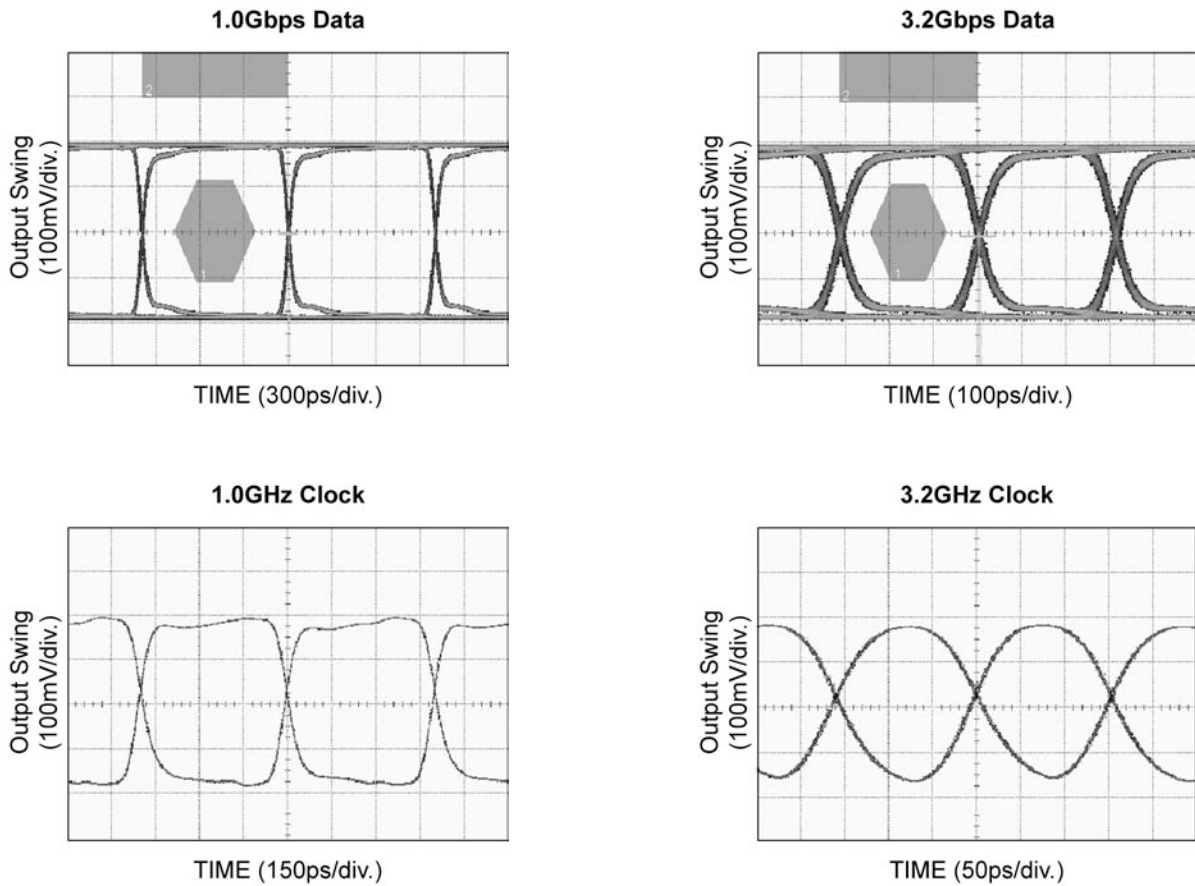 1.0Gbps Data
2
Output Swing
(100mV/div.)
1
TIME (300ps/div.)
3.2Gbps Data
2
Output Swing
(100mV/div.)
1
TIME (100ps/div.)
1.0GHz Clock
Output Swing
(100mV/div.)
TIME (150ps/div.)
3.2GHz Clock
Output Swing
(100mV/div.)
TIME (50ps/div.)